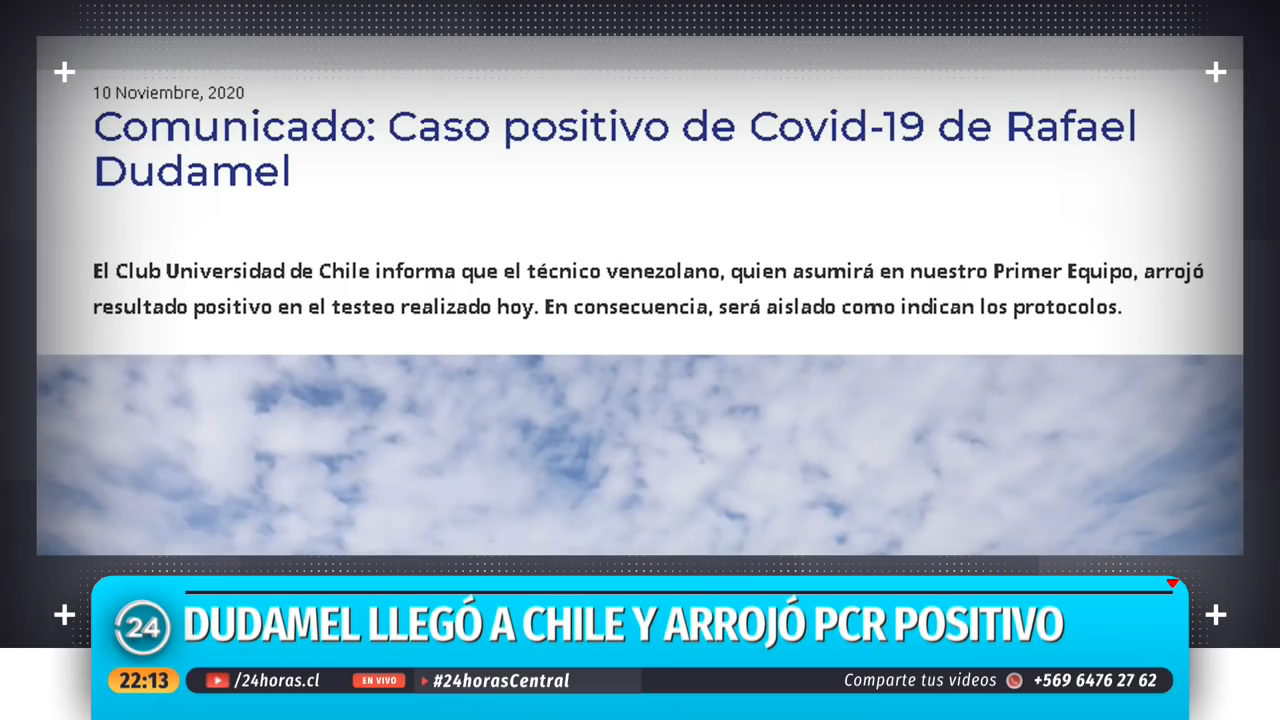 10 Noviembre, 2020
Comunicado: Caso positivo de Covid-19 de Rafael
Dudamel
El Club Universidad de Chile informa que el técnico venezolano, quien asumirá en nuestro Primer Equipo, arrojó
resultado positivo en el testeo realizado hoy. En consecuencia, será aislado como indican los protocolos.
24
DUDAMEL LLEGÓ A CHILE Y ARROJÓ PCR POSITIVO
22:13
/24horas.cl
EN VIVO
#24horasCentral
Comparte tus videos
+569 6476 27 62